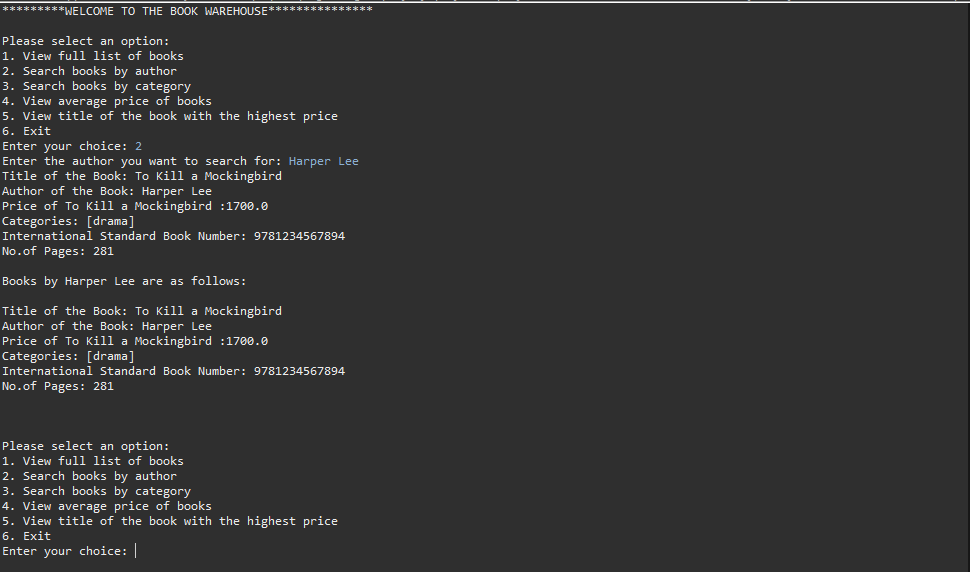 *********WELCOME TO THE BOOK WAREHOUSE***************
Please select an option:
1. View full list of books
2. Search books by author
3. Search books by category
4. View average price of books
5. View title of the book with the highest price
6. Exit
Enter your choice: 2
Enter the author you want to search for: Harper Lee
Title of the Book: To Kill a Mockingbird
Author of the Book: Harper Lee
Price of To Kill a Mockingbird :1700.0
Categories: [drama]
International Standard Book Number: 9781234567894
No.of Pages: 281
Books by Harper Lee are as follows:
Title of the Book: To Kill a Mockingbird
Author of the Book: Harper Lee
Price of To Kill a Mockingbird :1700.0
Categories: [drama]
International Standard Book Number: 9781234567894
No.of Pages: 281
Please select an option:
1. View full list of books
2. Search books by author
3. Search books by category
4. View average price of books
5. View title of the book with the highest price
6. Exit
Enter your choice: